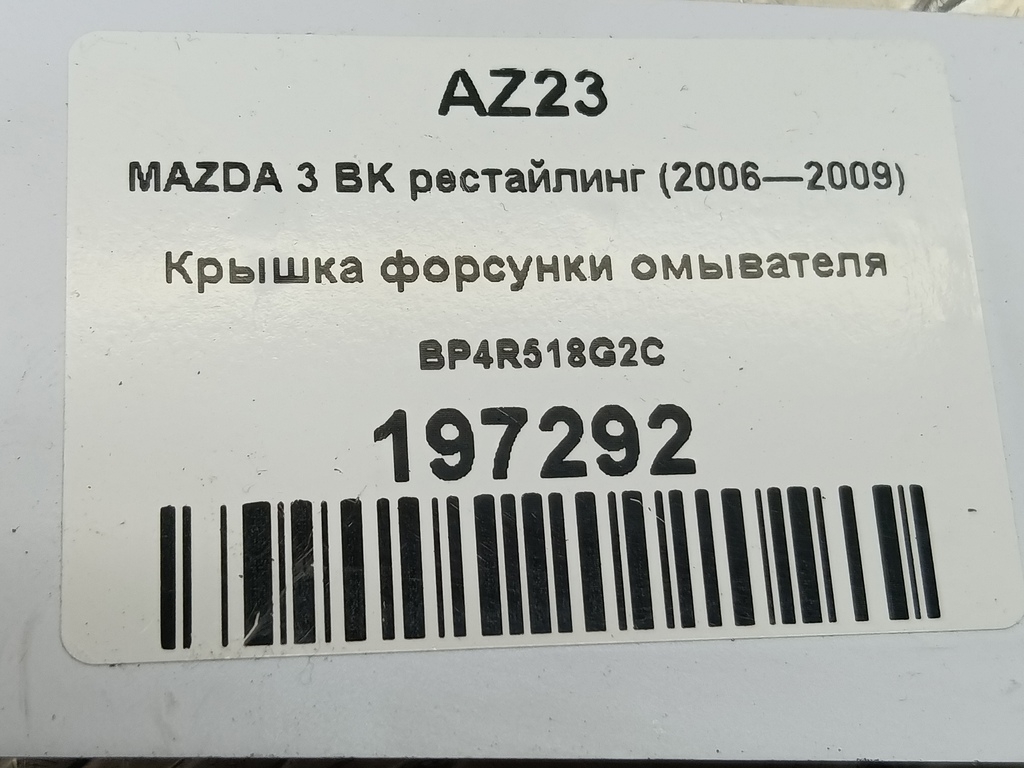 AZ23
MAZDA 3 BK рестайлинг (2006—2009)
Крышка форсунки омывателя
BP4R518G2C
197292